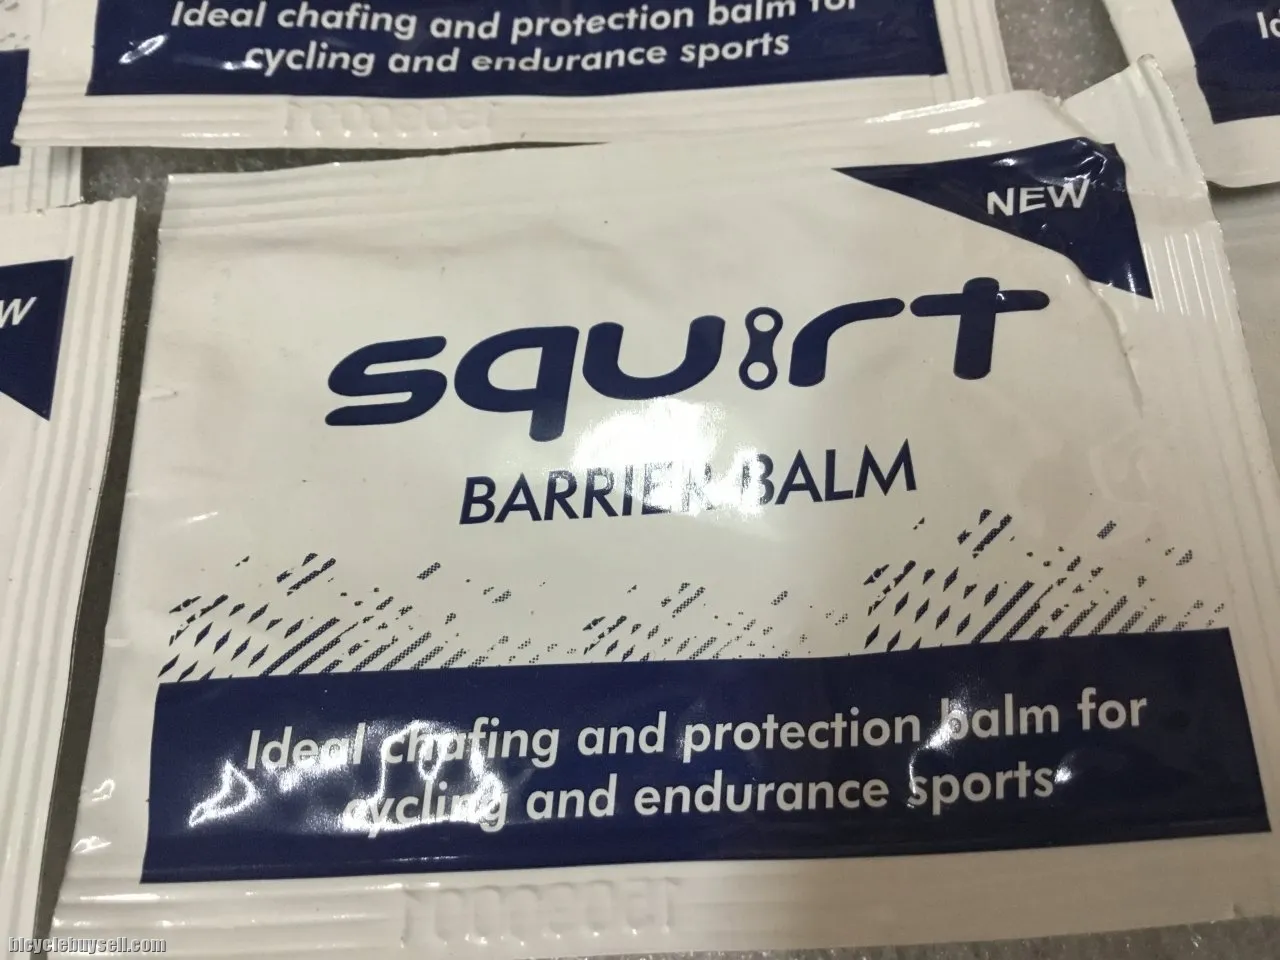 Ideal chafing and protection balm for
cycling and endurance sports
NEW
squirt
BARRIER BALM
Ideal chafing and protection balm for
cycling and endurance sports
bicyclebuysell.com